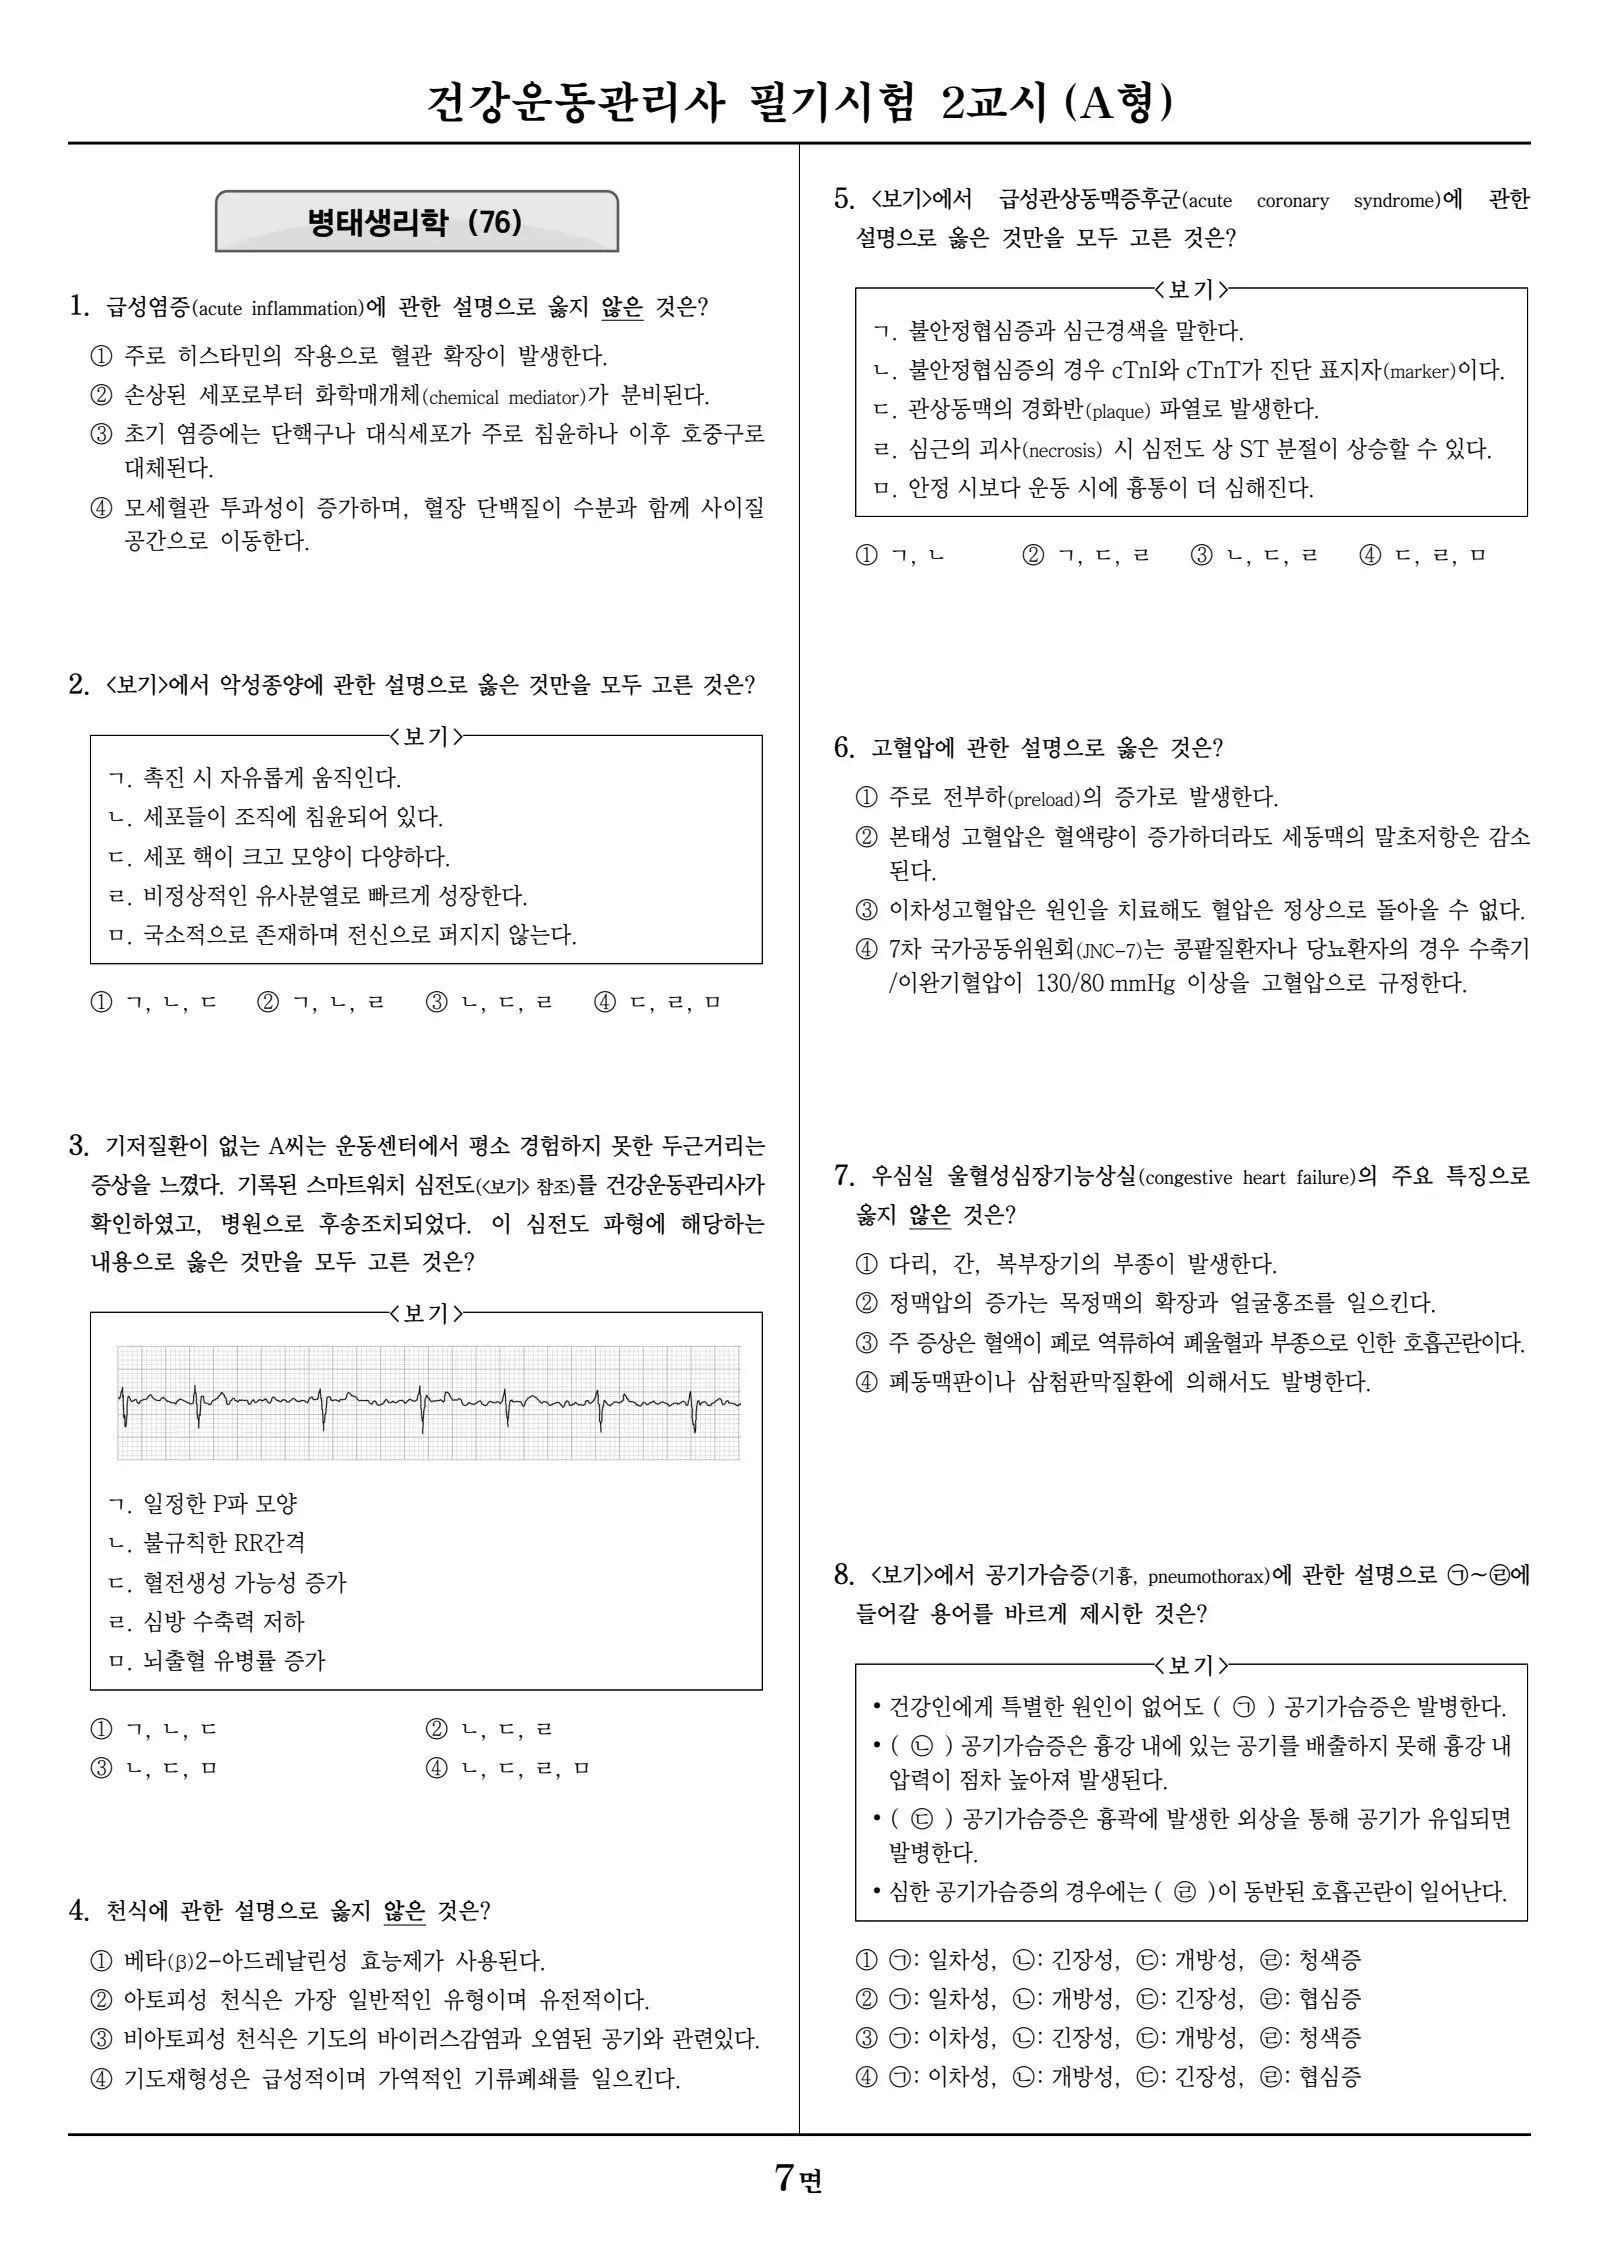 건강운동관리사 필기시험 2교시 (A형)
병태생리학 (76)
1. 급성염증(acute inflammation)에 관한 설명으로 옳지 않은 것은?
① 주로 히스타민의 작용으로 혈관 확장이 발생한다.
② 손상된 세포로부터 화학매개체(chemical mediator)가 분비된다.
③ 초기 염증에는 단핵구나 대식세포가 주로 침윤하나 이후 호중구로
대체된다.
④ 모세혈관 투과성이 증가하며, 혈장 단백질이 수분과 함께 사이질
공간으로 이동한다.
2. <보기>에서 악성종양에 관한 설명으로 옳은 것만을 모두 고른 것은?
<보기>
ㄱ. 촉진 시 자유롭게 움직인다.
ㄴ. 세포들이 조직에 침윤되어 있다.
ㄷ. 세포 핵이 크고 모양이 다양하다.
ㄹ. 비정상적인 유사분열로 빠르게 성장한다.
ㅁ. 국소적으로 존재하며 전신으로 퍼지지 않는다.
① ㄱ, ㄴ, ㄷ ② ㄱ, ㄴ, ㄹ ③ ㄴ, ㄷ, ㄹ ④ ㄷ, ㄹ, ㅁ
3. 기저질환이 없는 A씨는 운동센터에서 평소 경험하지 못한 두근거리는
증상을 느꼈다. 기록된 스마트워치 심전도(<보기> 참조)를 건강운동관리사가
확인하였고, 병원으로 후송조치되었다. 이 심전도 파형에 해당하는
내용으로 옳은 것만을 모두 고른 것은?
<보기>
ㄱ. 일정한 P파 모양
ㄴ. 불규칙한 RR간격
ㄷ. 혈전생성 가능성 증가
ㄹ. 심방 수축력 저하
ㅁ. 뇌출혈 유병률 증가
① ㄱ, ㄴ, ㄷ ② ㄴ, ㄷ, ㄹ
③ ㄴ, ㄷ, ㅁ ④ ㄴ, ㄷ, ㄹ, ㅁ
4. 천식에 관한 설명으로 옳지 않은 것은?
① 베타(β)2-아드레날린성 효능제가 사용된다.
② 아토피성 천식은 가장 일반적인 유형이며 유전적이다.
③ 비아토피성 천식은 기도의 바이러스감염과 오염된 공기와 관련있다.
④ 기도재형성은 급성적이며 가역적인 기류폐쇄를 일으킨다.
5. <보기>에서 급성관상동맥증후군(acute coronary syndrome)에 관한
설명으로 옳은 것만을 모두 고른 것은?
<보기>
ㄱ. 불안정협심증과 심근경색을 말한다.
ㄴ. 불안정협심증의 경우 cTnI와 cTnT가 진단 표지자(marker)이다.
ㄷ. 관상동맥의 경화반(plaque) 파열로 발생한다.
ㄹ. 심근의 괴사(necrosis) 시 심전도 상 ST 분절이 상승할 수 있다.
ㅁ. 안정 시보다 운동 시에 흉통이 더 심해진다.
① ㄱ, ㄴ ② ㄱ, ㄷ, ㄹ ③ ㄴ, ㄷ, ㄹ ④ ㄷ, ㄹ, ㅁ
6. 고혈압에 관한 설명으로 옳은 것은?
① 주로 전부하(preload)의 증가로 발생한다.
② 본태성 고혈압은 혈액량이 증가하더라도 세동맥의 말초저항은 감소
된다.
③ 이차성고혈압은 원인을 치료해도 혈압은 정상으로 돌아올 수 없다.
④ 7차 국가공동위원회(JNC-7)는 콩팥질환자나 당뇨환자의 경우 수축기
/이완기혈압이 130/80 mmHg 이상을 고혈압으로 규정한다.
7. 우심실 울혈성심장기능상실(congestive heart failure)의 주요 특징으로
옳지 않은 것은?
① 다리, 간, 복부장기의 부종이 발생한다.
② 정맥압의 증가는 목정맥의 확장과 얼굴홍조를 일으킨다.
③ 주 증상은 혈액이 폐로 역류하여 폐울혈과 부종으로 인한 호흡곤란이다.
④ 폐동맥판이나 삼첨판막질환에 의해서도 발병한다.
8. <보기>에서 공기가슴증(기흉, pneumothorax)에 관한 설명으로 ㉠~㉣에
들어갈 용어를 바르게 제시한 것은?
<보기>
• 건강인에게 특별한 원인이 없어도 ( ㉠ ) 공기가슴증은 발병한다.
• ( ㉡ ) 공기가슴증은 흉강 내에 있는 공기를 배출하지 못해 흉강 내
압력이 점차 높아져 발생된다.
• ( ㉢ ) 공기가슴증은 흉곽에 발생한 외상을 통해 공기가 유입되면
발병한다.
• 심한 공기가슴증의 경우에는 ( ㉣ )이 동반된 호흡곤란이 일어난다.
① ㉠: 일차성, ㉡: 긴장성, ㉢: 개방성, ㉣: 청색증
② ㉠: 일차성, ㉡: 개방성, ㉢: 긴장성, ㉣: 협심증
③ ㉠: 이차성, ㉡: 긴장성, ㉢: 개방성, ㉣: 청색증
④ ㉠: 이차성, ㉡: 개방성, ㉢: 긴장성, ㉣: 협심증
7면